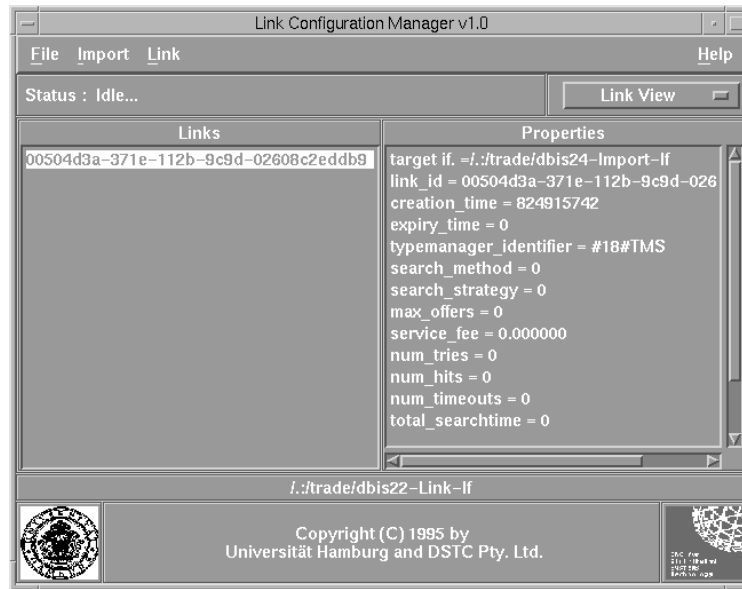 Link Configuration Manager v1.0
File Import Link Help
Status : Idle...
Link View
Links
Properties
00504d3a-371e-112b-9c9d-02608c2eddb9
target if. =/.:/trade/dbis24-Import-If
link_id = 00504d3a-371e-112b-9c9d-026
creation_time = 824915742
expiry_time = 0
typemanager_identifier = #18#TMS
search_method = 0
search_strategy = 0
max_offers = 0
service_fee = 0.000000
num_tries = 0
num_hits = 0
num_timeouts = 0
total_searchtime = 0
/.:/trade/dbis22-Link-If
Copyright (C) 1995 by
Universität Hamburg and DSTC Pty. Ltd.